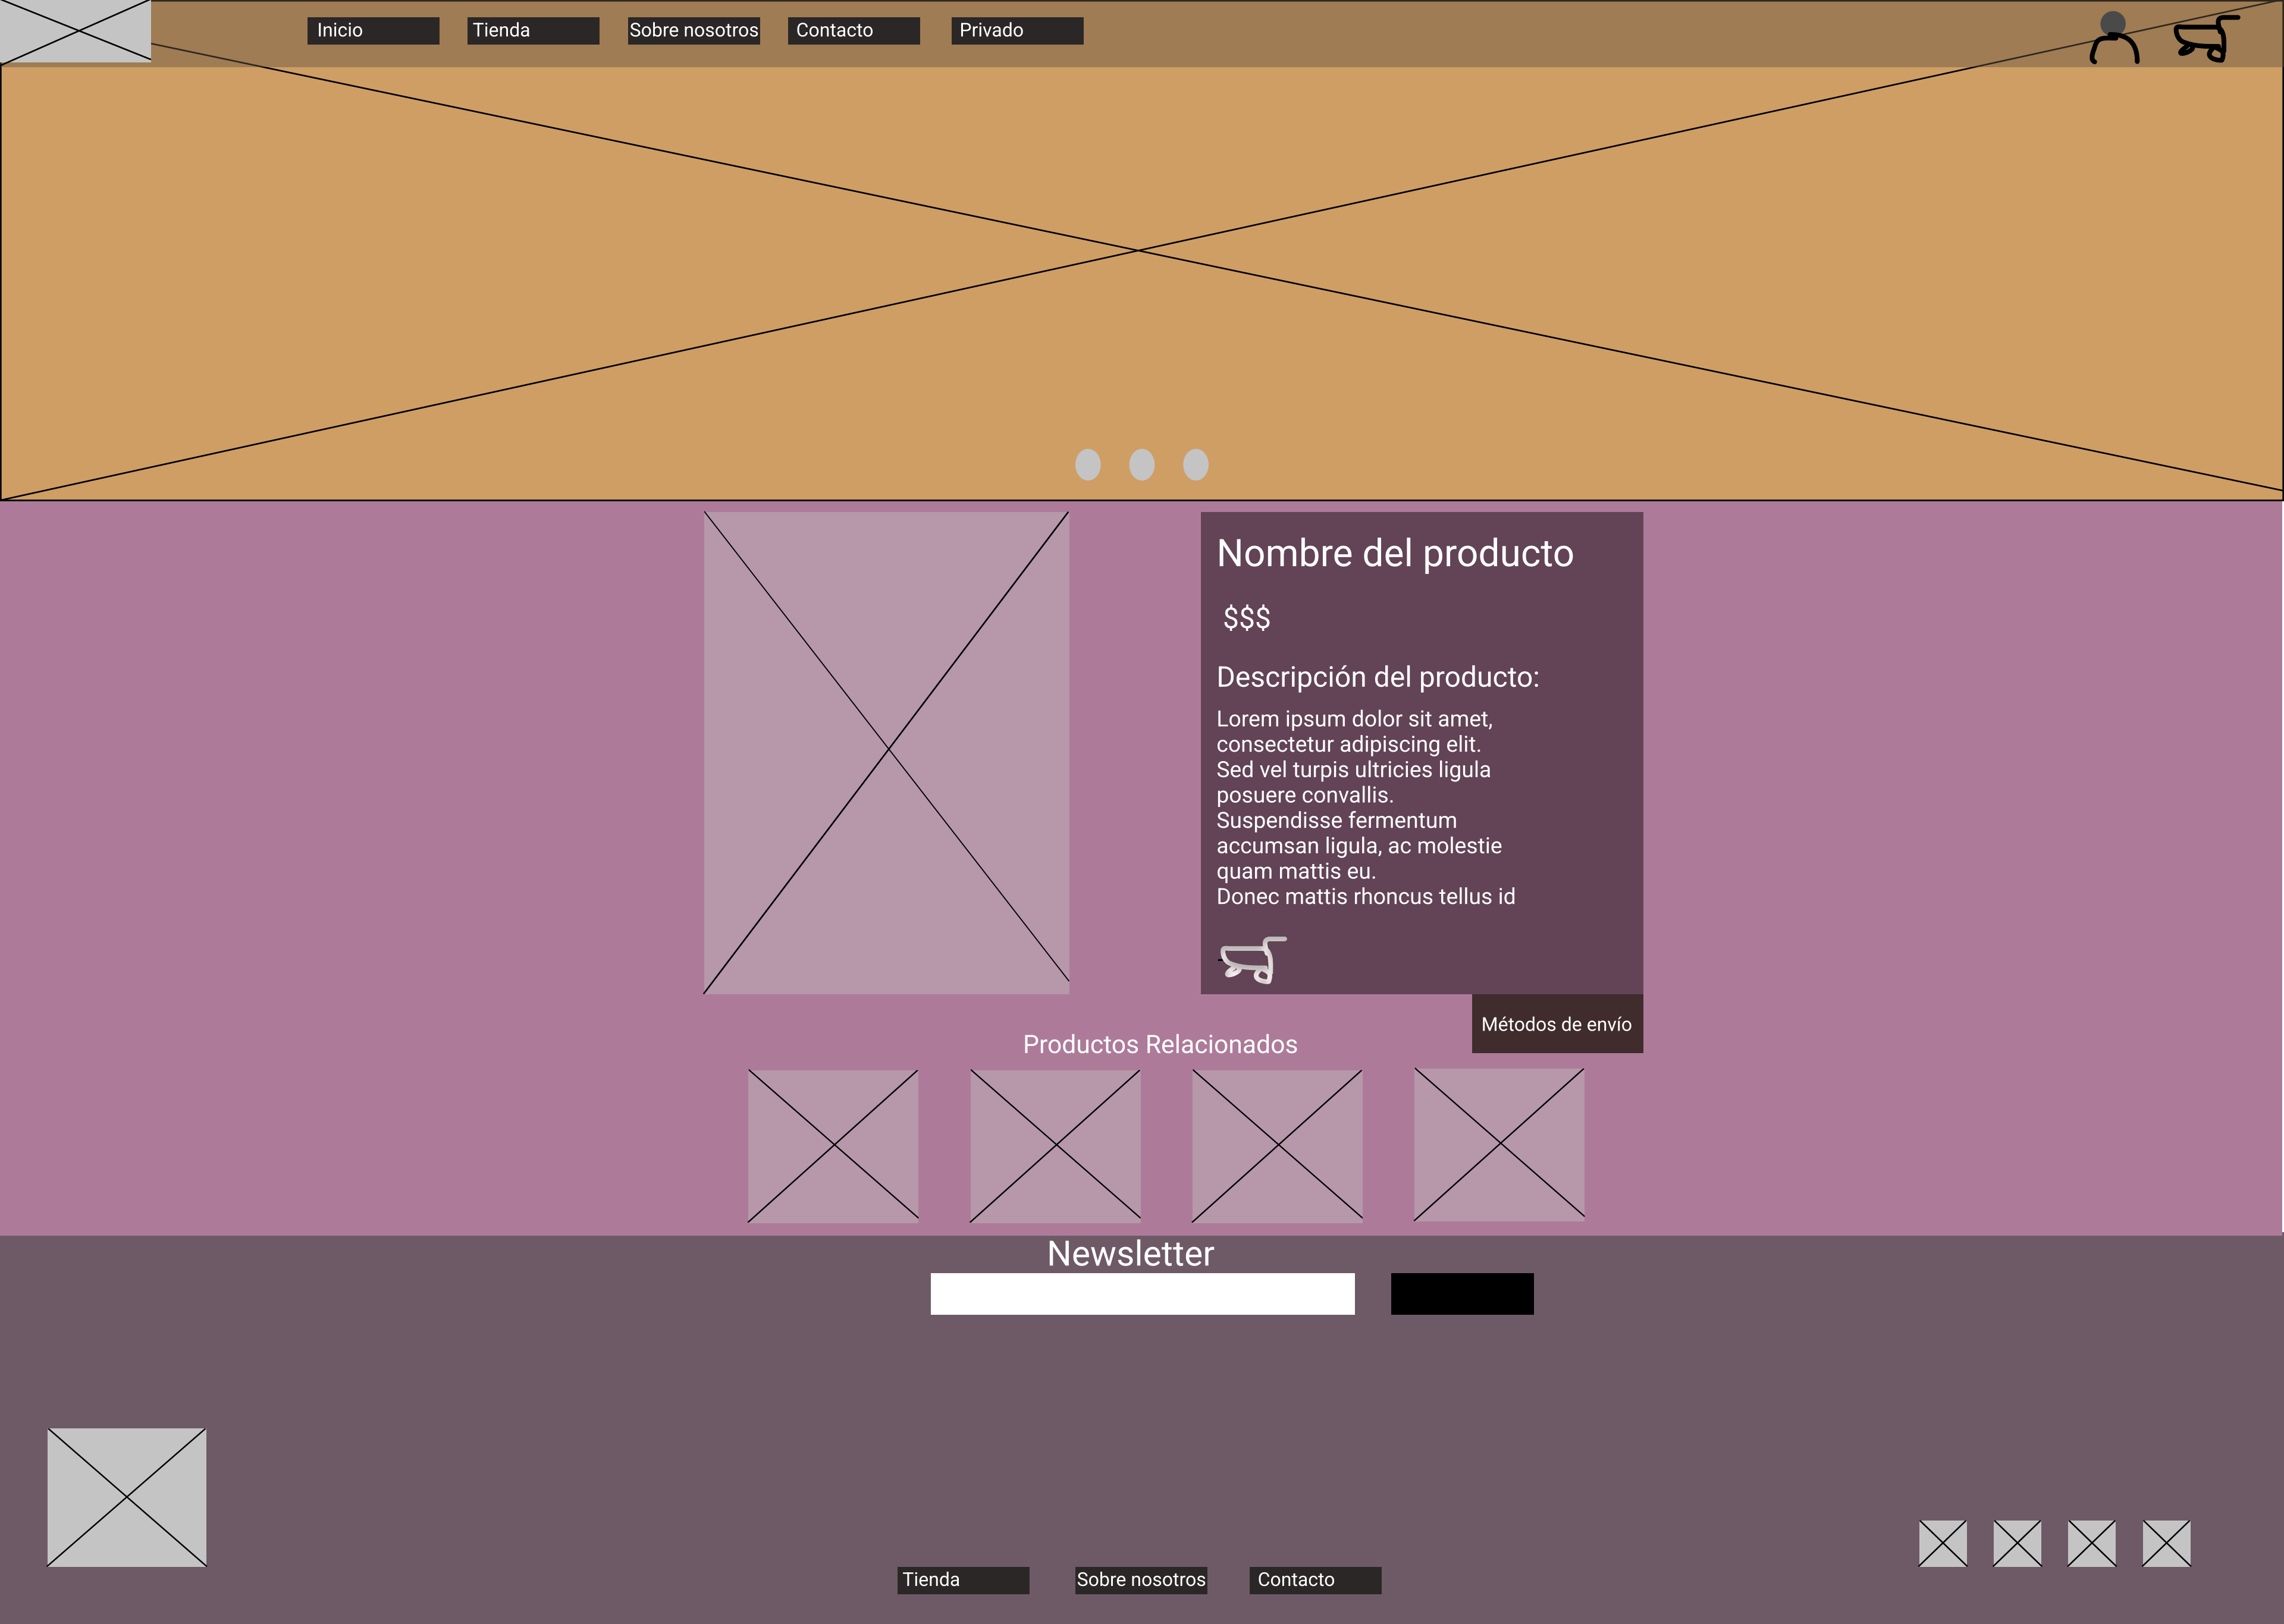 Inicio
Tienda
Sobre nosotros
Contacto
Privado
Nombre del producto
$$$
Descripción del producto:
Lorem ipsum dolor sit amet,
consectetur adipiscing elit.
Sed vel turpis ultricies ligula
posuere convallis.
Suspendisse fermentum
accumsan ligula, ac molestie
quam mattis eu.
Donec mattis rhoncus tellus id
Métodos de envío
Productos Relacionados
Newsletter
Tienda
Sobre nosotros
Contacto